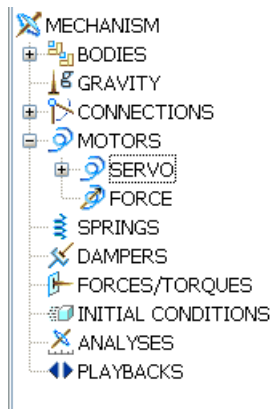 MECHANISM
BODIES
GRAVITY
CONNECTIONS
MOTORS
SERVO
FORCE
SPRINGS
DAMPERS
FORCES/TORQUES
INITIAL CONDITIONS
ANALYSES
PLAYBACKS